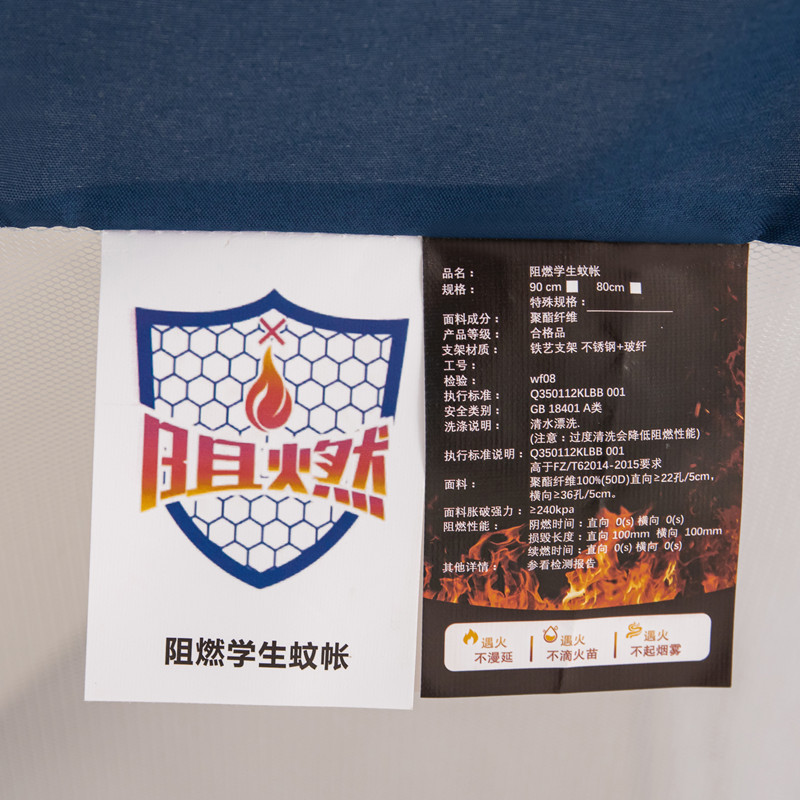 阻燃
阻燃学生蚊帐
品名： 阻燃学生蚊帐
规格： 90 cm 80cm
特殊规格：
面料成分： 聚酯纤维
产品等级： 合格品
支架材质： 铁艺支架 不锈钢+玻纤
工号：
检验： wf08
执行标准： Q350112KLBB 001
安全类别： GB 18401 A类
洗涤说明： 清水漂洗.
(注意：过度清洗会降低阻燃性能)
执行标准说明： Q350112KLBB 001
高于FZ/T62014-2015要求
面料： 聚酯纤维100%(50D)直向≥22孔/5cm,
横向≥36孔/5cm。
面料胀破强力： ≥240kpa
阻燃性能： 阴燃时间：直向 0(s) 横向 0(s)
损毁长度：直向 100mm 横向 100mm
续燃时间：直向 0(s) 横向 0(s)
其他详情： 参看检测报告
遇火
不漫延
遇火
不滴火苗
遇火
不起烟雾